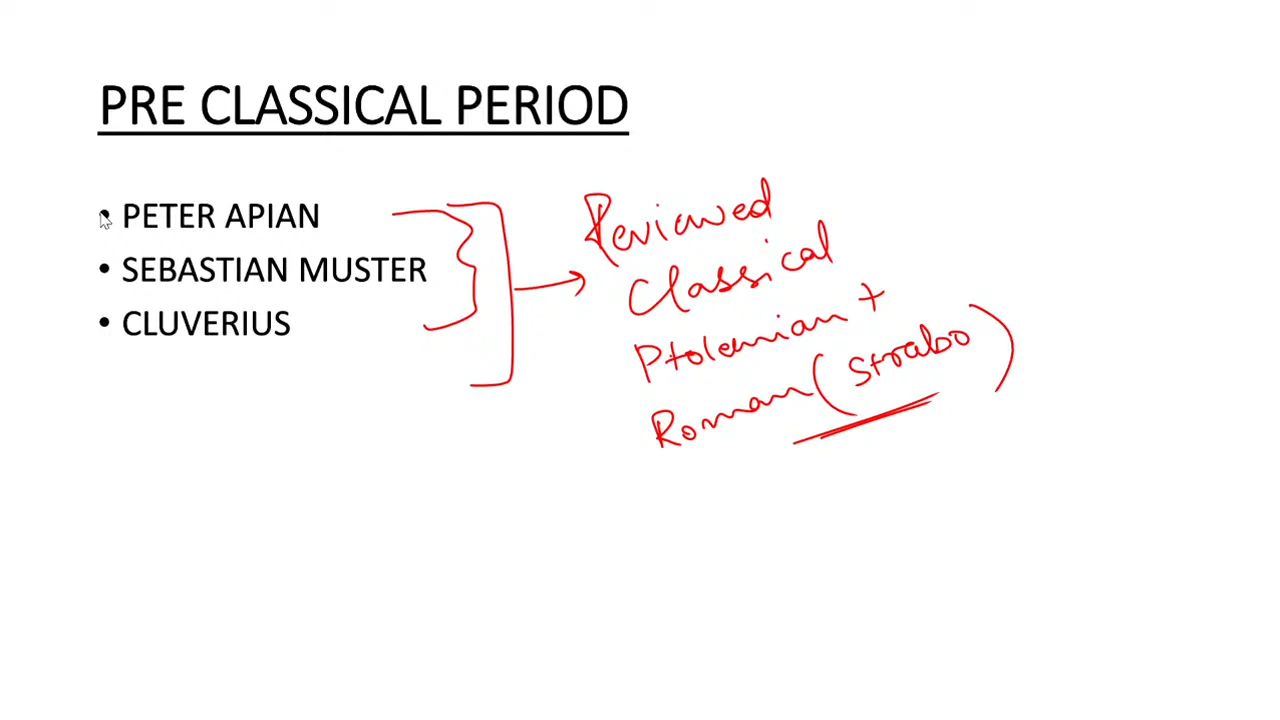 PRE CLASSICAL PERIOD
• PETER APIAN
• SEBASTIAN MUSTER
• CLUVERIUS
Reviewed
Classical
Ptolemian +
Roman (Strabo)